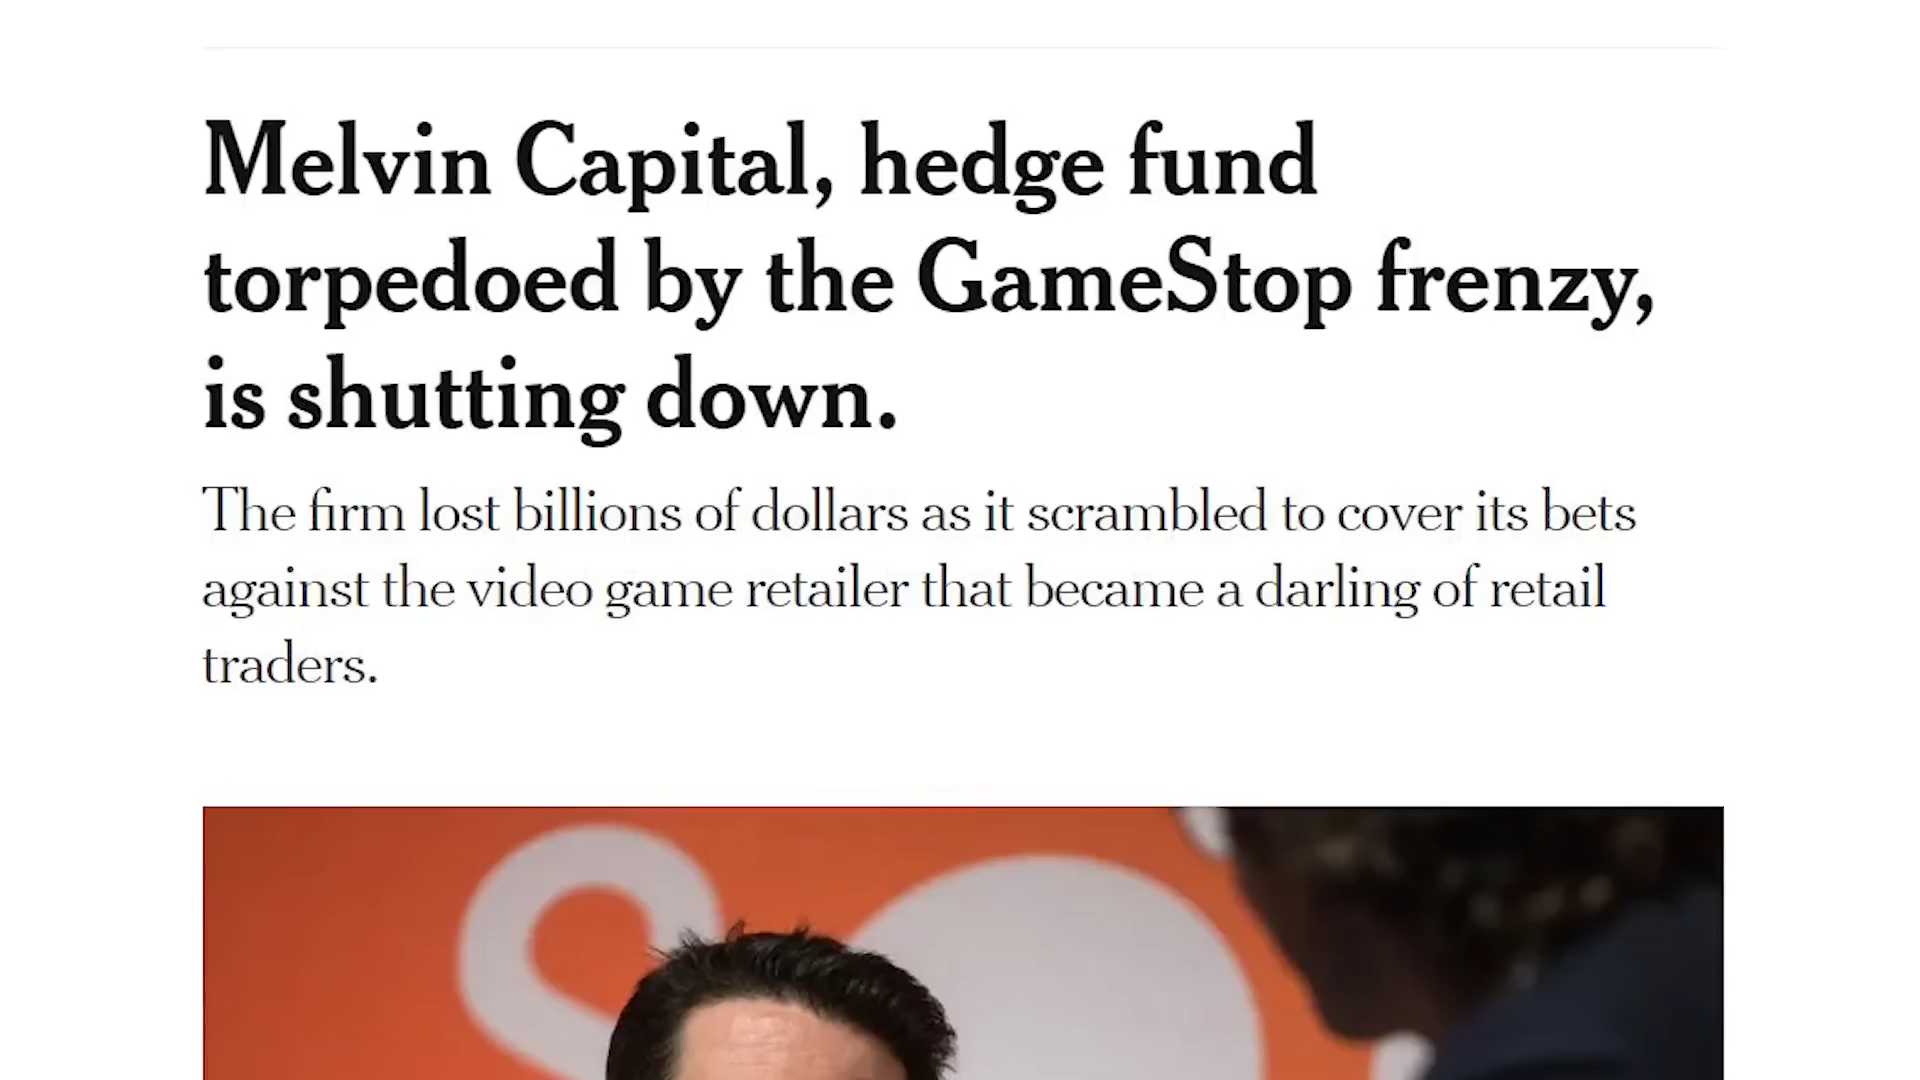 Melvin Capital, hedge fund
torpedoed by the GameStop frenzy,
is shutting down.
The firm lost billions of dollars as it scrambled to cover its bets
against the video game retailer that became a darling of retail
traders.